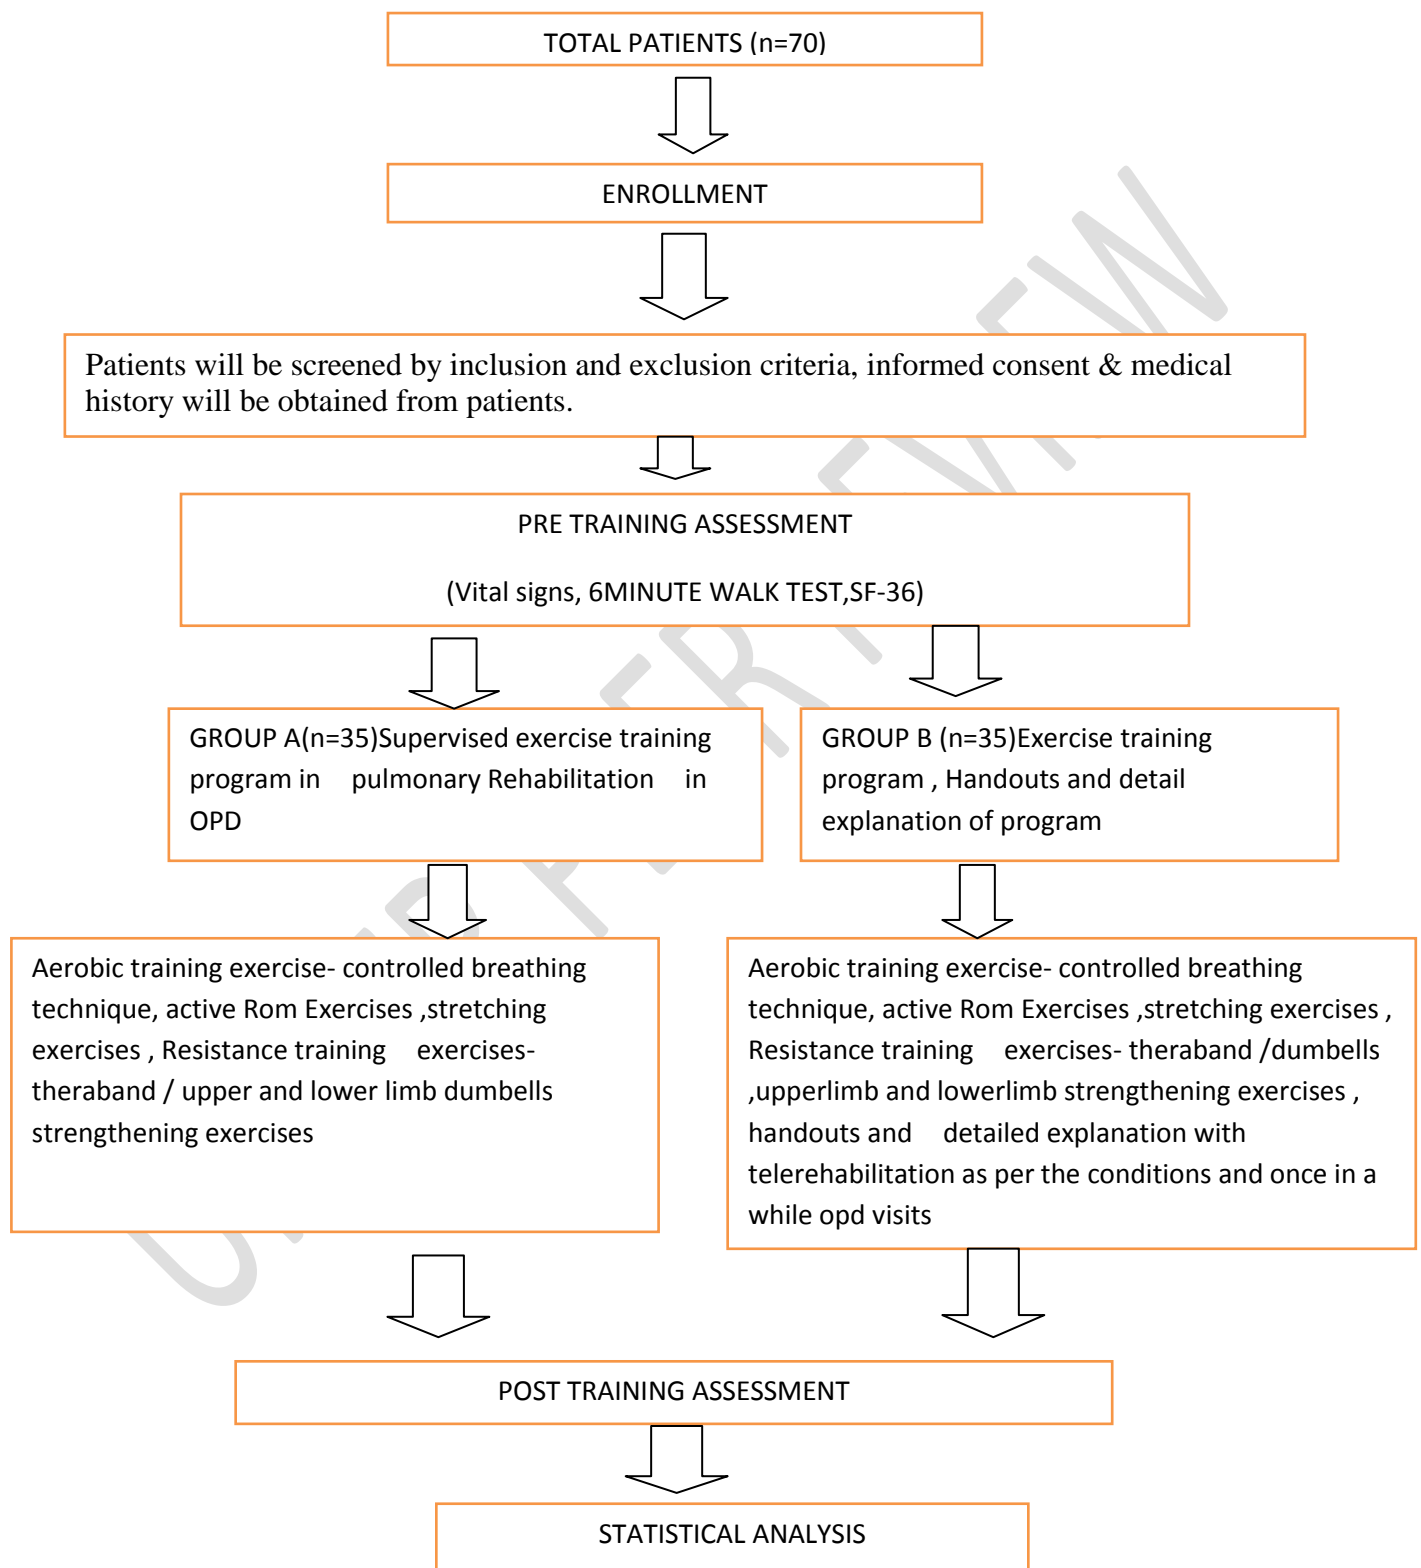 TOTAL PATIENTS (n=70)
ENROLLMENT
Patients will be screened by inclusion and exclusion criteria, informed consent & medical
history will be obtained from patients.
PRE TRAINING ASSESSMENT
(Vital signs, 6MINUTE WALK TEST,SF-36)
GROUP A(n=35)Supervised exercise training
program in pulmonary Rehabilitation in
OPD
GROUP B (n=35)Exercise training
program , Handouts and detail
explanation of program
Aerobic training exercise- controlled breathing
technique, active Rom Exercises ,stretching
exercises , Resistance training exercises-
theraband / upper and lower limb dumbells
strengthening exercises
Aerobic training exercise- controlled breathing
technique, active Rom Exercises ,stretching exercises ,
Resistance training exercises- theraband /dumbells
,upperlimb and lowerlimb strengthening exercises ,
handouts and detailed explanation with
telerehabilitation as per the conditions and once in a
while opd visits
POST TRAINING ASSESSMENT
STATISTICAL ANALYSIS